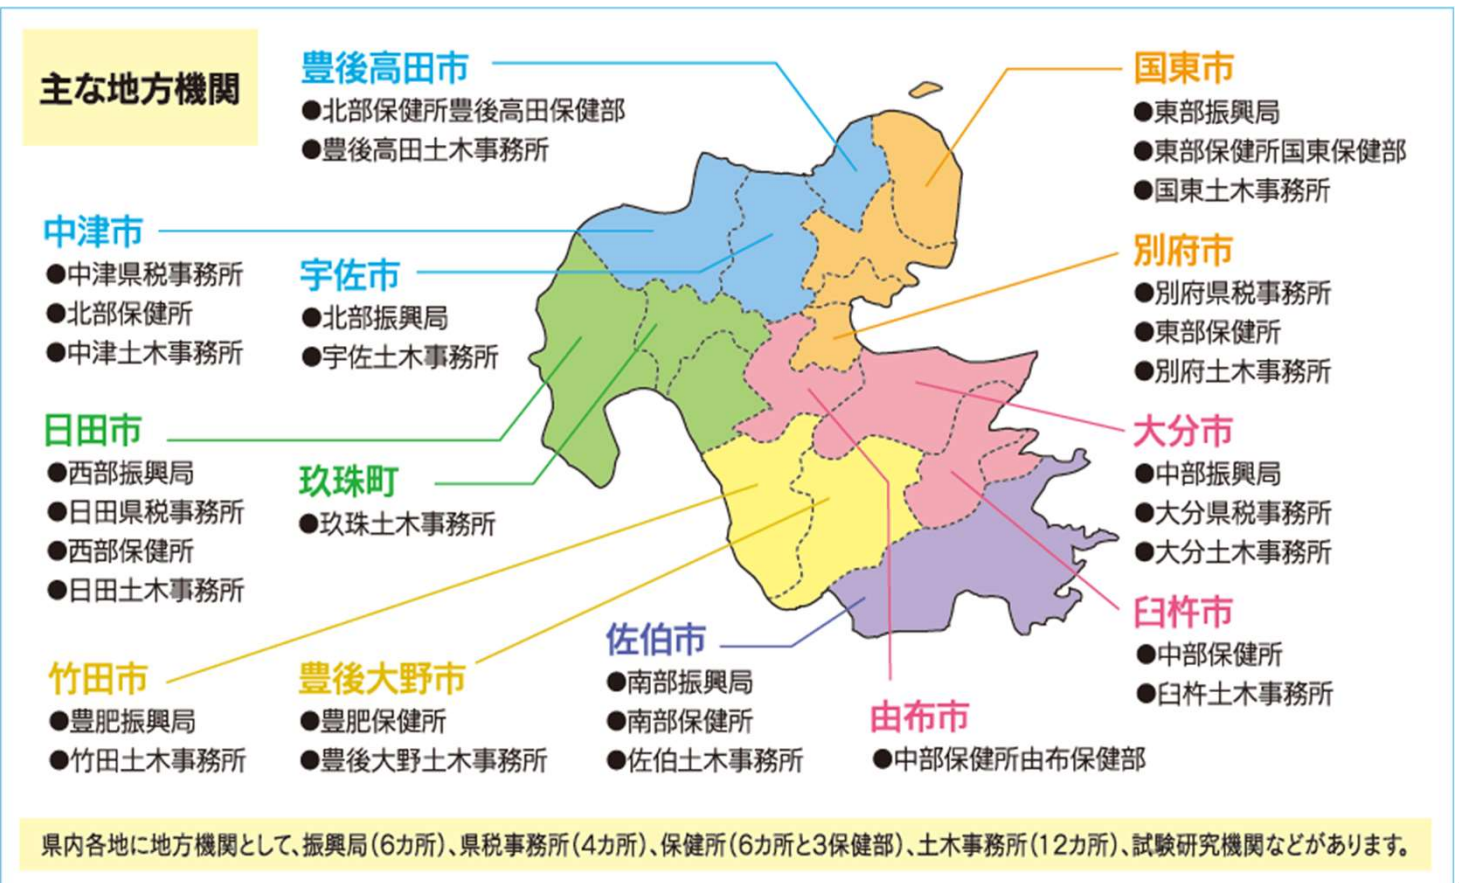 主な地方機関
豊後高田市
●北部保健所豊後高田保健部
●豊後高田土木事務所
国東市
●東部振興局
●東部保健所国東保健部
●国東土木事務所
中津市
●中津県税事務所
●北部保健所
●中津土木事務所
宇佐市
●北部振興局
●宇佐土木事務所
別府市
●別府県税事務所
●東部保健所
●別府土木事務所
日田市
●西部振興局
●日田県税事務所
●西部保健所
●日田土木事務所
玖珠町
●玖珠土木事務所
大分市
●中部振興局
●大分県税事務所
●大分土木事務所
臼杵市
●中部保健所
●臼杵土木事務所
竹田市
●豊肥振興局
●竹田土木事務所
豊後大野市
●豊肥保健所
●豊後大野土木事務所
佐伯市
●南部振興局
●南部保健所
●佐伯土木事務所
由布市
●中部保健所由布保健部
県内各地に地方機関として、振興局(6カ所)、県税事務所(4カ所)、保健所(6カ所と3保健部)、土木事務所(12カ所)、試験研究機関などがあります。